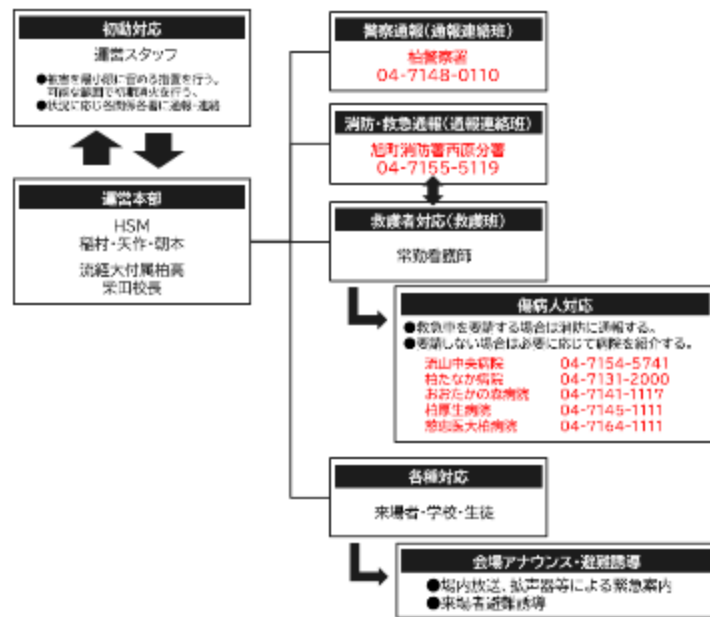 初動対応
運営スタッフ
●被害を最小限に留める措置を行う。
可能な範囲で初期消火を行う、
●状況に応じ各関係各署に通報・連絡
運営本部
HSM
稲村・矢作・朝本
流経大付属柏高
栄田校長
警察通報(通報連絡班)
柏警察署
04-7148-0110
消防・救急通報(通報連絡班)
旭町消防署西原分署
04-7155-5119
救護者対応(救護班)
常勤看護師
傷病人対応
●救急車を要請する場合は消防に通報する。
●要請しない場合は必要に応じて病院を紹介する。
流山中央病院 04-7154-5741
柏たなか病院 04-7131-2000
おおたかの森病院 04-7141-1117
柏厚生病院 04-7145-1111
慈恵医大柏病院 04-7164-1111
各種対応
来場者・学校・生徒
会場アナウンス・避難誘導
●場内放送、拡声器等による緊急案内
●来場者避難誘導